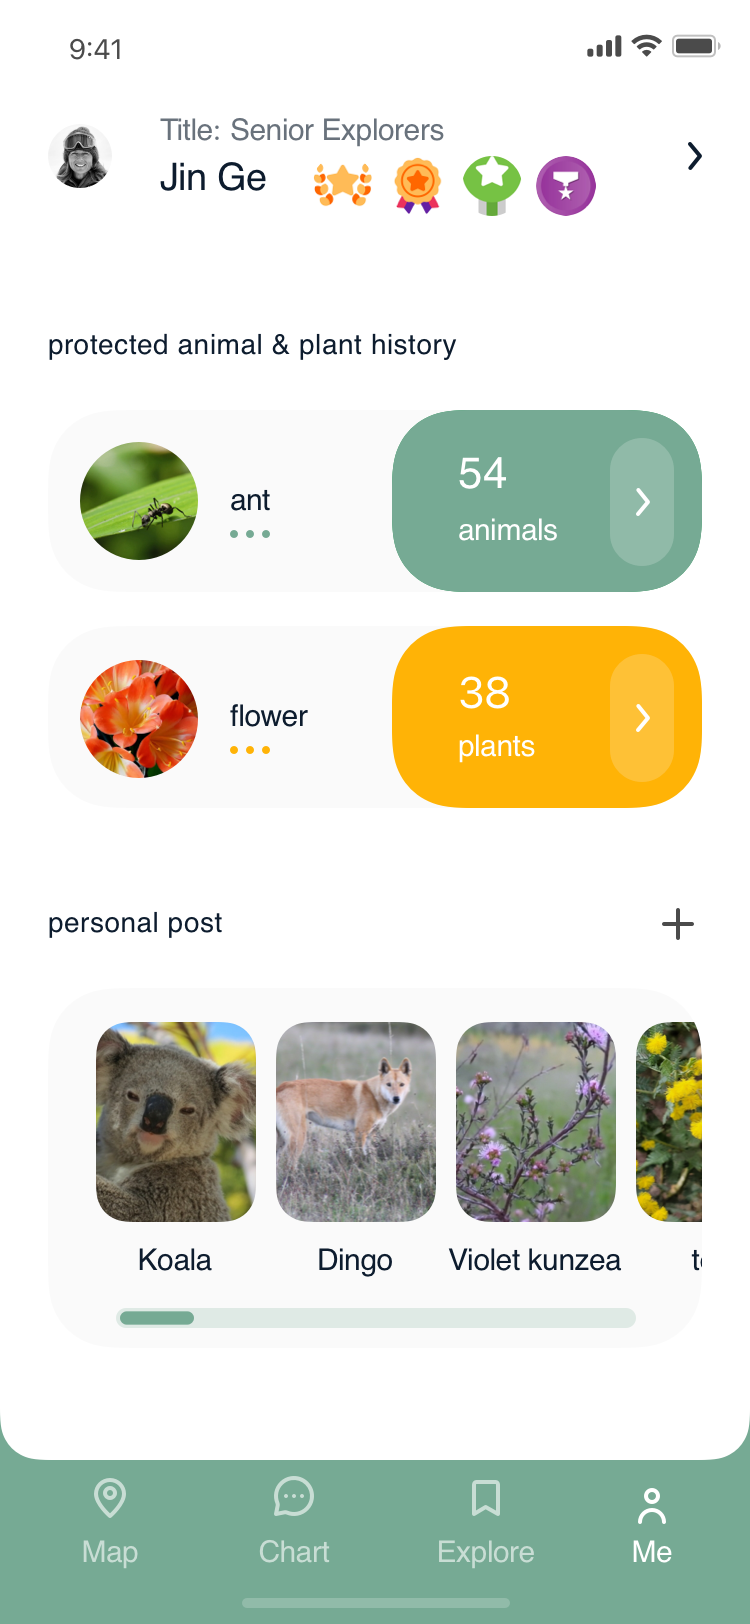 9:41
Title: Senior Explorers
Jin Ge
protected animal & plant history
ant
54
animals
flower
38
plants
personal post
Koala
Dingo
Violet kunzea
Map
Chart
Explore
Me